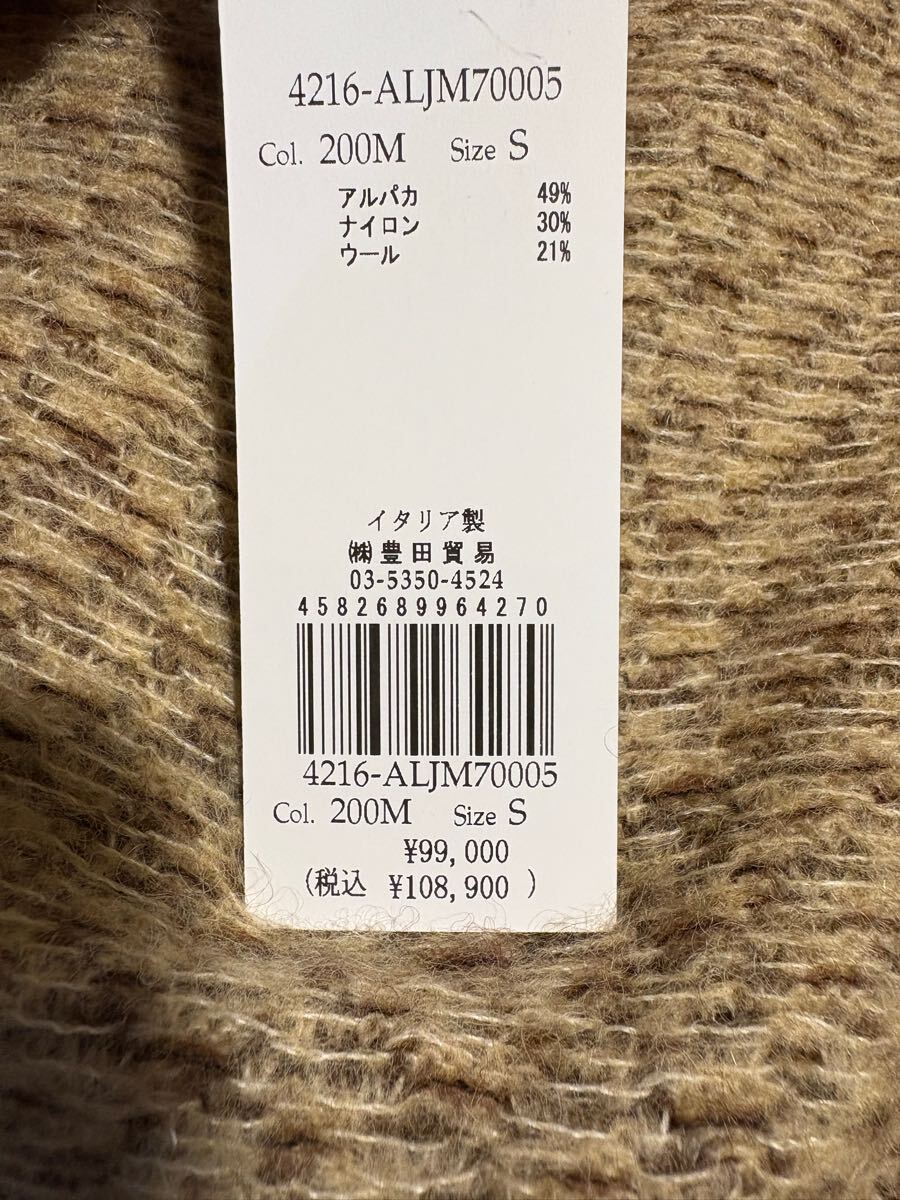 4216-ALJM70005
Col. 200M Size S
アルパカ 49%
ナイロン 30%
ウール 21%
イタリア製
㈱豊田貿易
03-5350-4524
4582689964270
4216-ALJM70005
Col. 200M Size S
¥99,000
(税込 ¥108,900 )